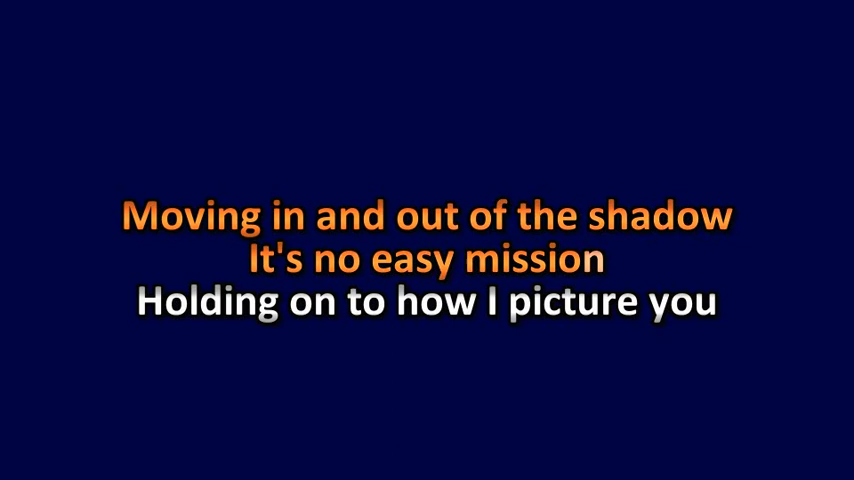 Moving in and out of the shadow
It's no easy mission
Holding on to how I picture you